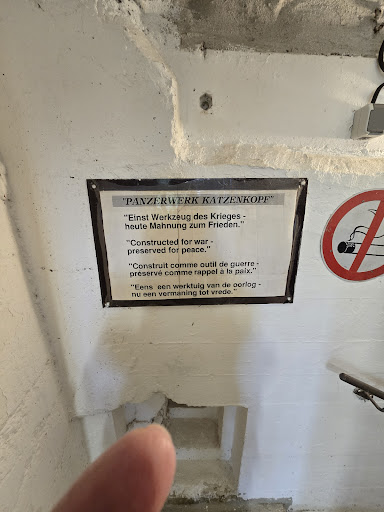 "PANZERWERK KATZENKOPF"
"Einst Werkzeug des Krieges -
heute Mahnung zum Frieden."
"Constructed for war -
preserved for peace."
"Construit comme outil de guerre -
préservé comme rappel a la paix."
"Eens een werktuig van de oorlog -
nu een vermaning tot vrede."